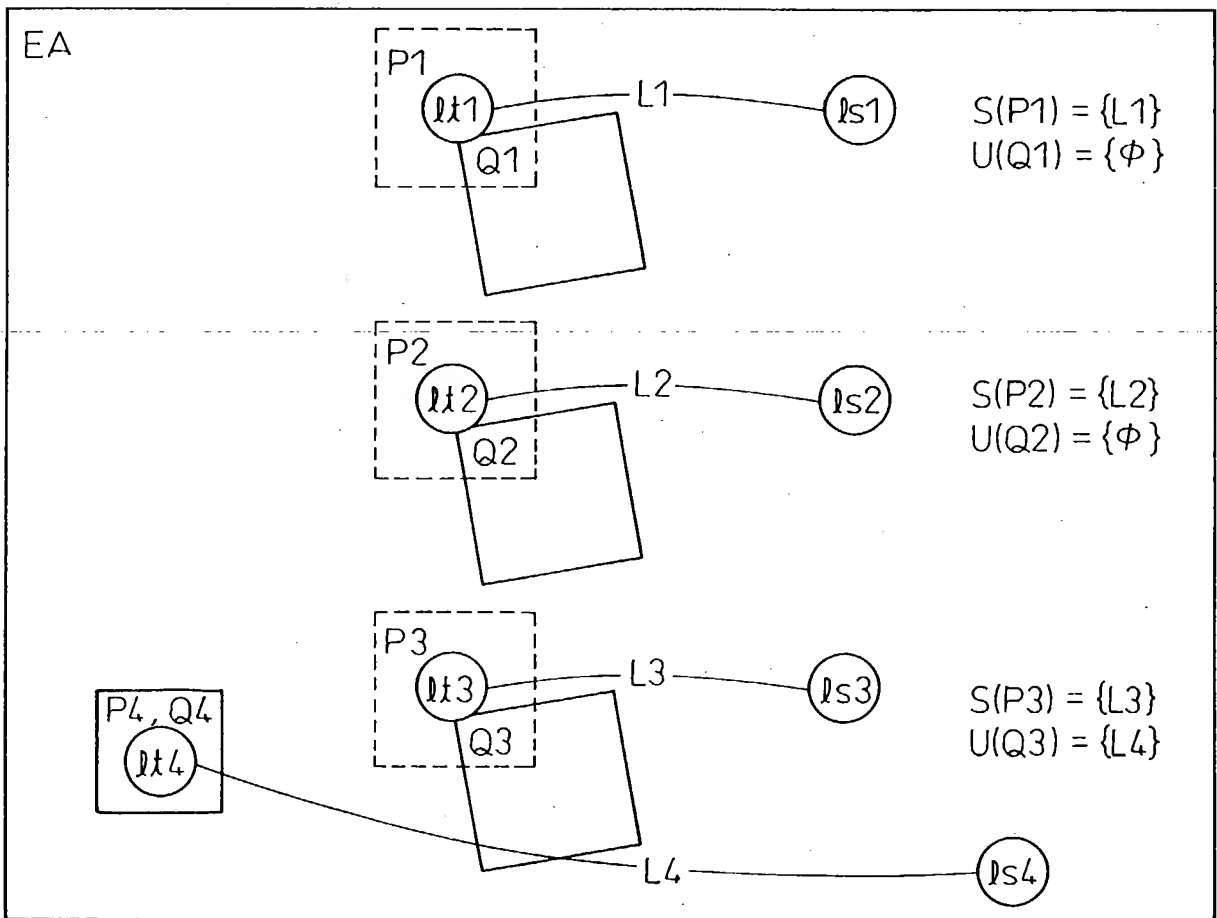 EA
P1
ℓt1
L1
ℓs1
S(P1) = {L1}
U(Q1) = {Φ}
Q1
P2
ℓt2
L2
ℓs2
S(P2) = {L2}
U(Q2) = {Φ}
Q2
P3
ℓt3
L3
ℓs3
S(P3) = {L3}
U(Q3) = {L4}
Q3
P4, Q4
ℓt4
L4
ℓs4